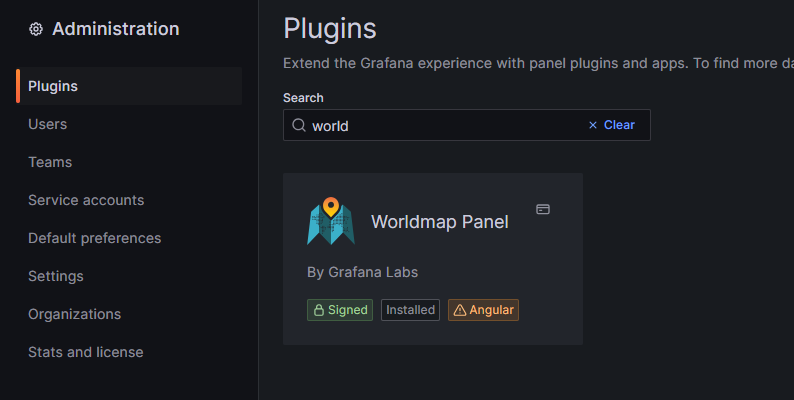 Administration
Plugins
Users
Teams
Service accounts
Default preferences
Settings
Organizations
Stats and license
Plugins
Extend the Grafana experience with panel plugins and apps. To find more
Search
world
Clear
Worldmap Panel
By Grafana Labs
Signed
Installed
Angular